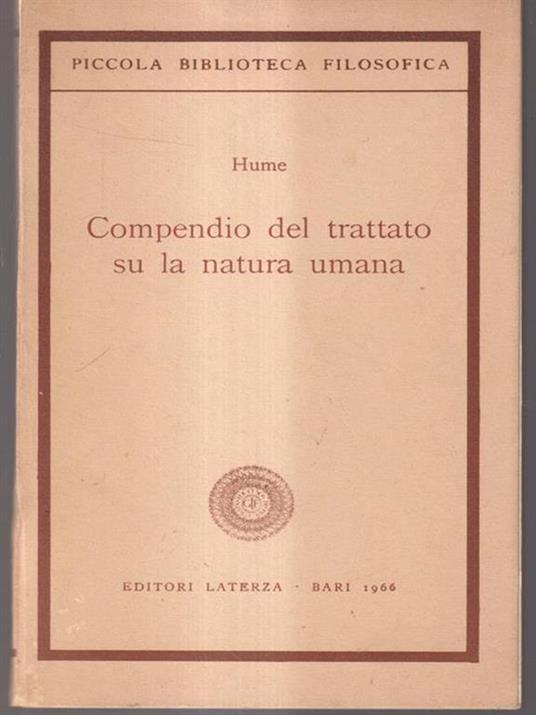 PICCOLA BIBLIOTECA FILOSOFICA
Hume
Compendio del trattato
su la natura umana
EDITORI LATERZA · BARI 1966